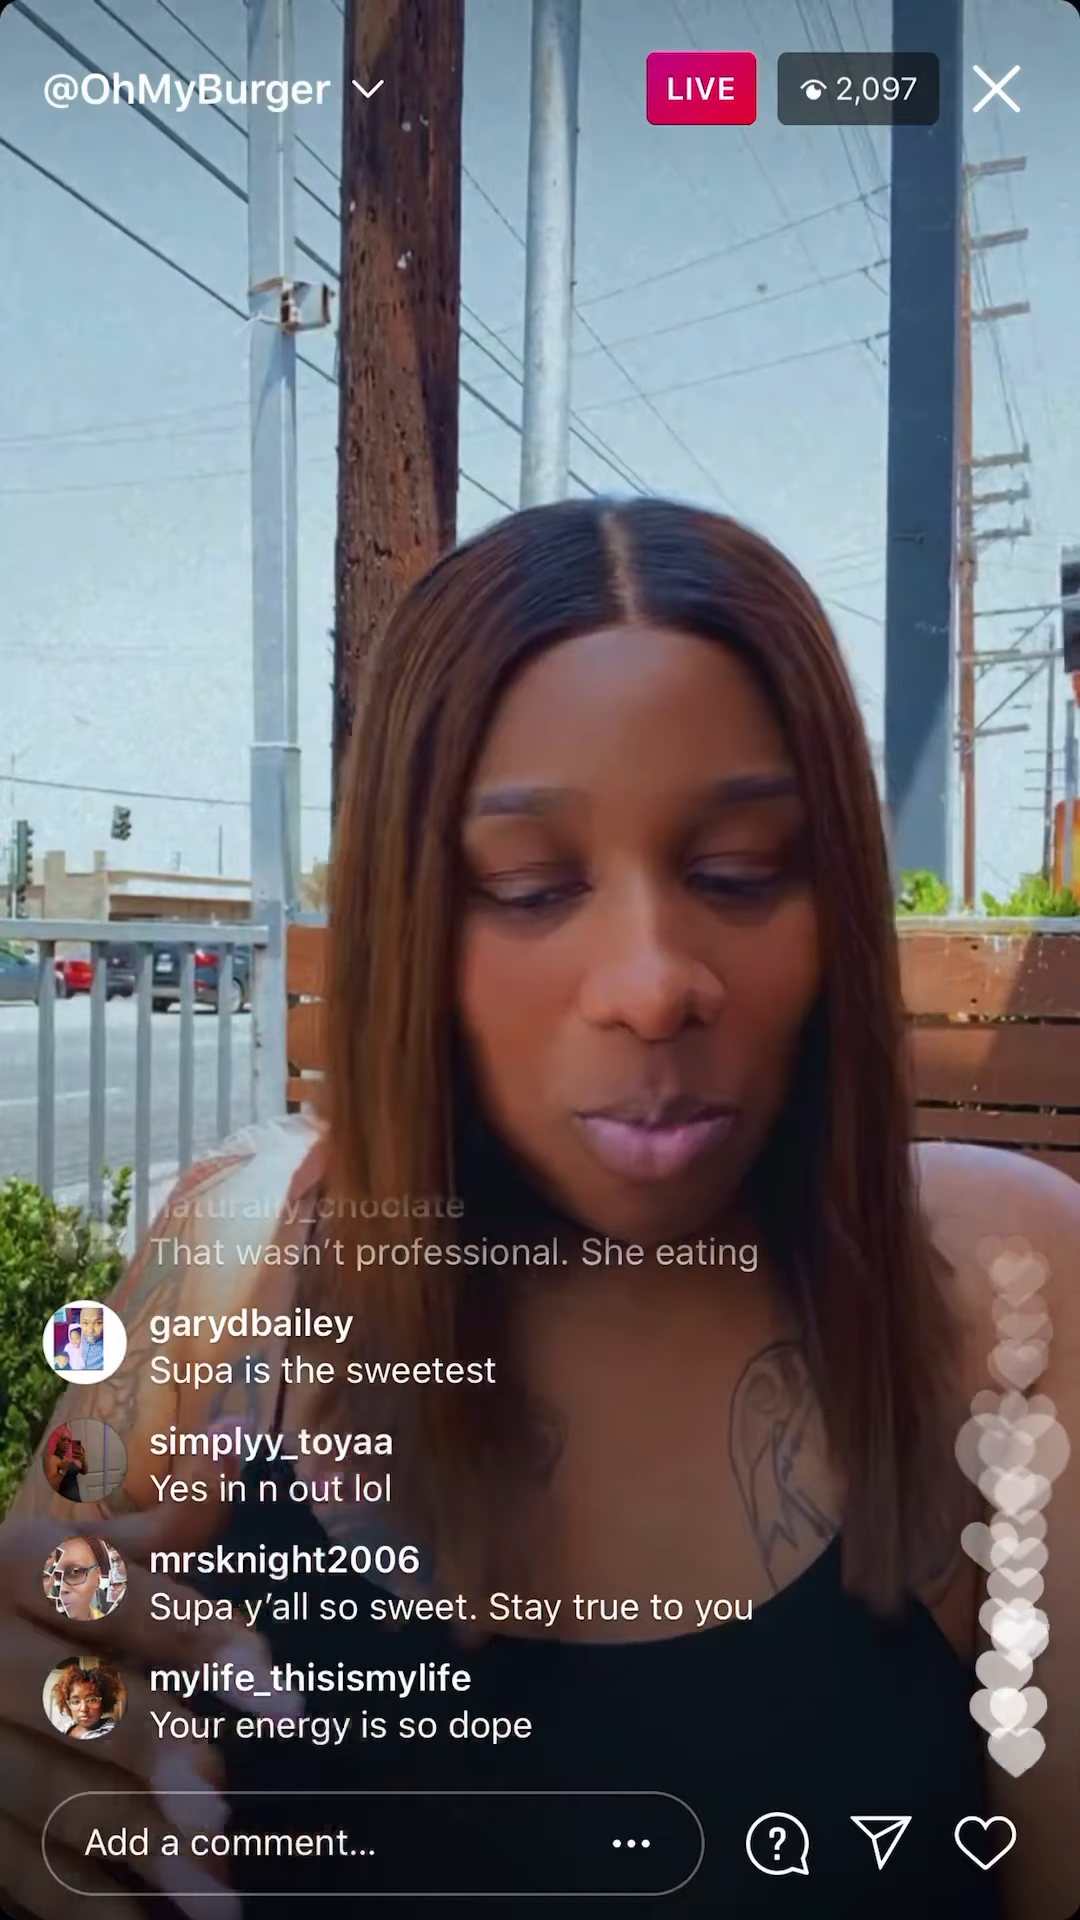 @OhMyBurger
LIVE
2,097
naturally_choclate
That wasn’t professional. She eating
garydbailey
Supa is the sweetest
simplyy_toyaa
Yes in n out lol
mrsknight2006
Supa y’all so sweet. Stay true to you
mylife_thisismylife
Your energy is so dope
Add a comment...